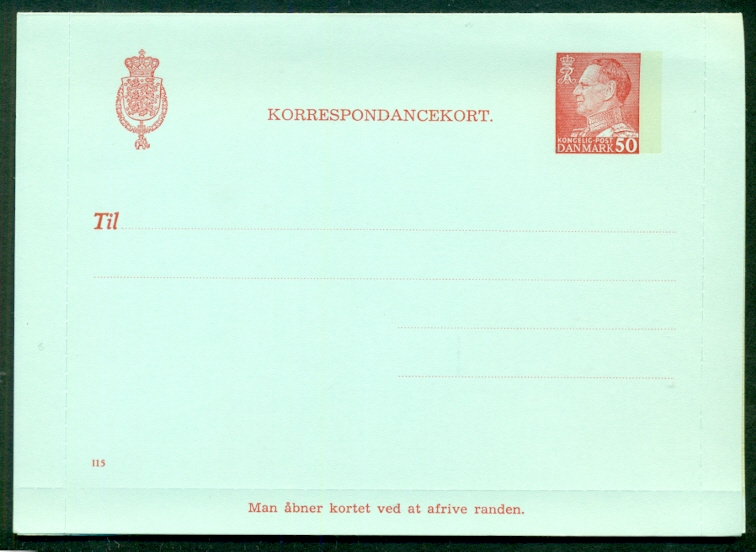 KORRESPONDANCEKORT.
KONGELIG·POST
DANMARK 50
Til
115
Man åbner kortet ved at afrive randen.